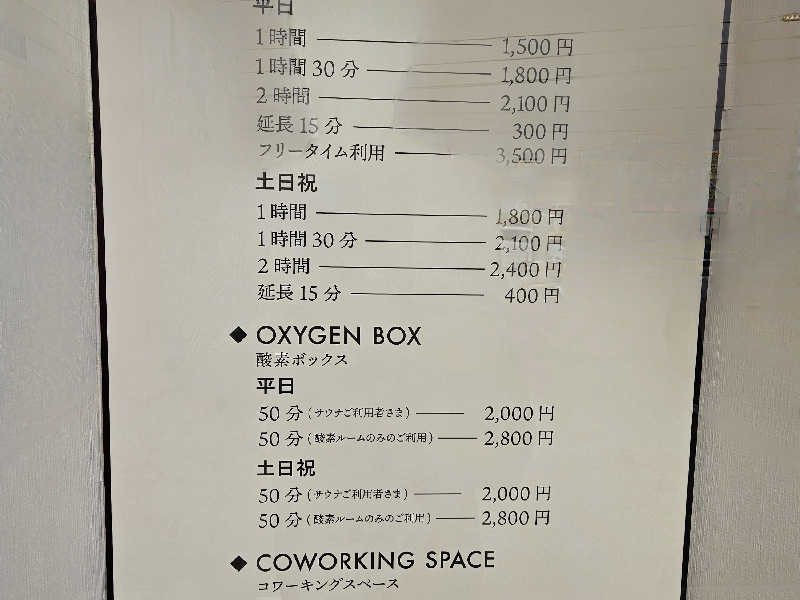 平日
1時間 1,500円
1時間30分 1,800円
2時間 2,100円
延長15分 300円
フリータイム利用 3,500円
土日祝
1時間 1,800円
1時間30分 2,100円
2時間 2,400円
延長15分 400円
◆ OXYGEN BOX
酸素ボックス
平日
50分(サウナご利用者さま) 2,000円
50分(酸素ルームのみのご利用) 2,800円
土日祝
50分(サウナご利用者さま) 2,000円
50分(酸素ルームのみのご利用) 2,800円
◆ COWORKING SPACE
コワーキングスペース